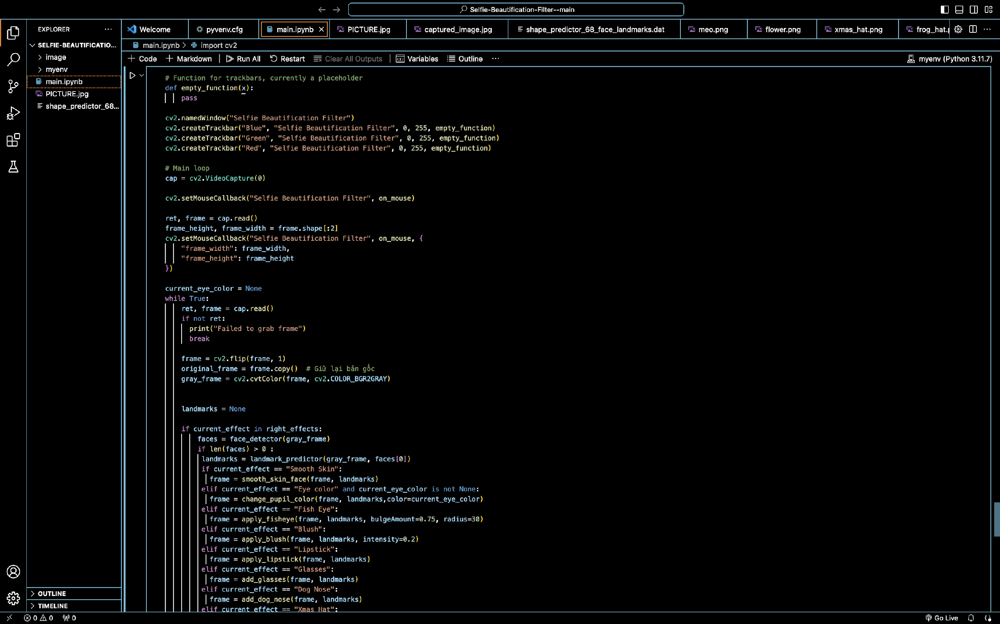 Selfie-Beautification-Filter--main
EXPLORER
SELFIE-BEAUTIFICATIO...
image
myenv
main.ipynb
PICTURE.jpg
shape_predictor_68...
OUTLINE
TIMELINE
Welcome
pyvenv.cfg
main.ipynb
PICTURE.jpg
captured_image.jpg
shape_predictor_68_face_landmarks.dat
meo.png
flower.png
xmas_hat.png
frog_hat.p
main.ipynb > import cv2
+ Code + Markdown | Run All Restart Clear All Outputs | Variables Outline ... myenv (Python 3.11.7)
# Function for trackbars, currently a placeholder
def empty_function(x):
pass
cv2.namedWindow("Selfie Beautification Filter")
cv2.createTrackbar("Blue", "Selfie Beautification Filter", 0, 255, empty_function)
cv2.createTrackbar("Green", "Selfie Beautification Filter", 0, 255, empty_function)
cv2.createTrackbar("Red", "Selfie Beautification Filter", 0, 255, empty_function)
# Main loop
cap = cv2.VideoCapture(0)
cv2.setMouseCallback("Selfie Beautification Filter", on_mouse)
ret, frame = cap.read()
frame_height, frame_width = frame.shape[:2]
cv2.setMouseCallback("Selfie Beautification Filter", on_mouse, {
"frame_width": frame_width,
"frame_height": frame_height
})
current_eye_color = None
while True:
ret, frame = cap.read()
if not ret:
print("Failed to grab frame")
break
frame = cv2.flip(frame, 1)
original_frame = frame.copy() # Giữ lại bản gốc
gray_frame = cv2.cvtColor(frame, cv2.COLOR_BGR2GRAY)
landmarks = None
if current_effect in right_effects:
faces = face_detector(gray_frame)
if len(faces) > 0 :
landmarks = landmark_predictor(gray_frame, faces[0])
if current_effect == "Smooth Skin":
frame = smooth_skin_face(frame, landmarks)
elif current_effect == "Eye color" and current_eye_color is not None:
frame = change_pupil_color(frame, landmarks,color=current_eye_color)
elif current_effect == "Fish Eye":
frame = apply_fisheye(frame, landmarks, bulgeAmount=0.75, radius=30)
elif current_effect == "Blush":
frame = apply_blush(frame, landmarks, intensity=0.2)
elif current_effect == "Lipstick":
frame = apply_lipstick(frame, landmarks)
elif current_effect == "Glasses":
frame = add_glasses(frame, landmarks)
elif current_effect == "Dog Nose":
frame = add_dog_nose(frame, landmarks)
elif current_effect == "Xmas Hat":
0 0 0
Go Live